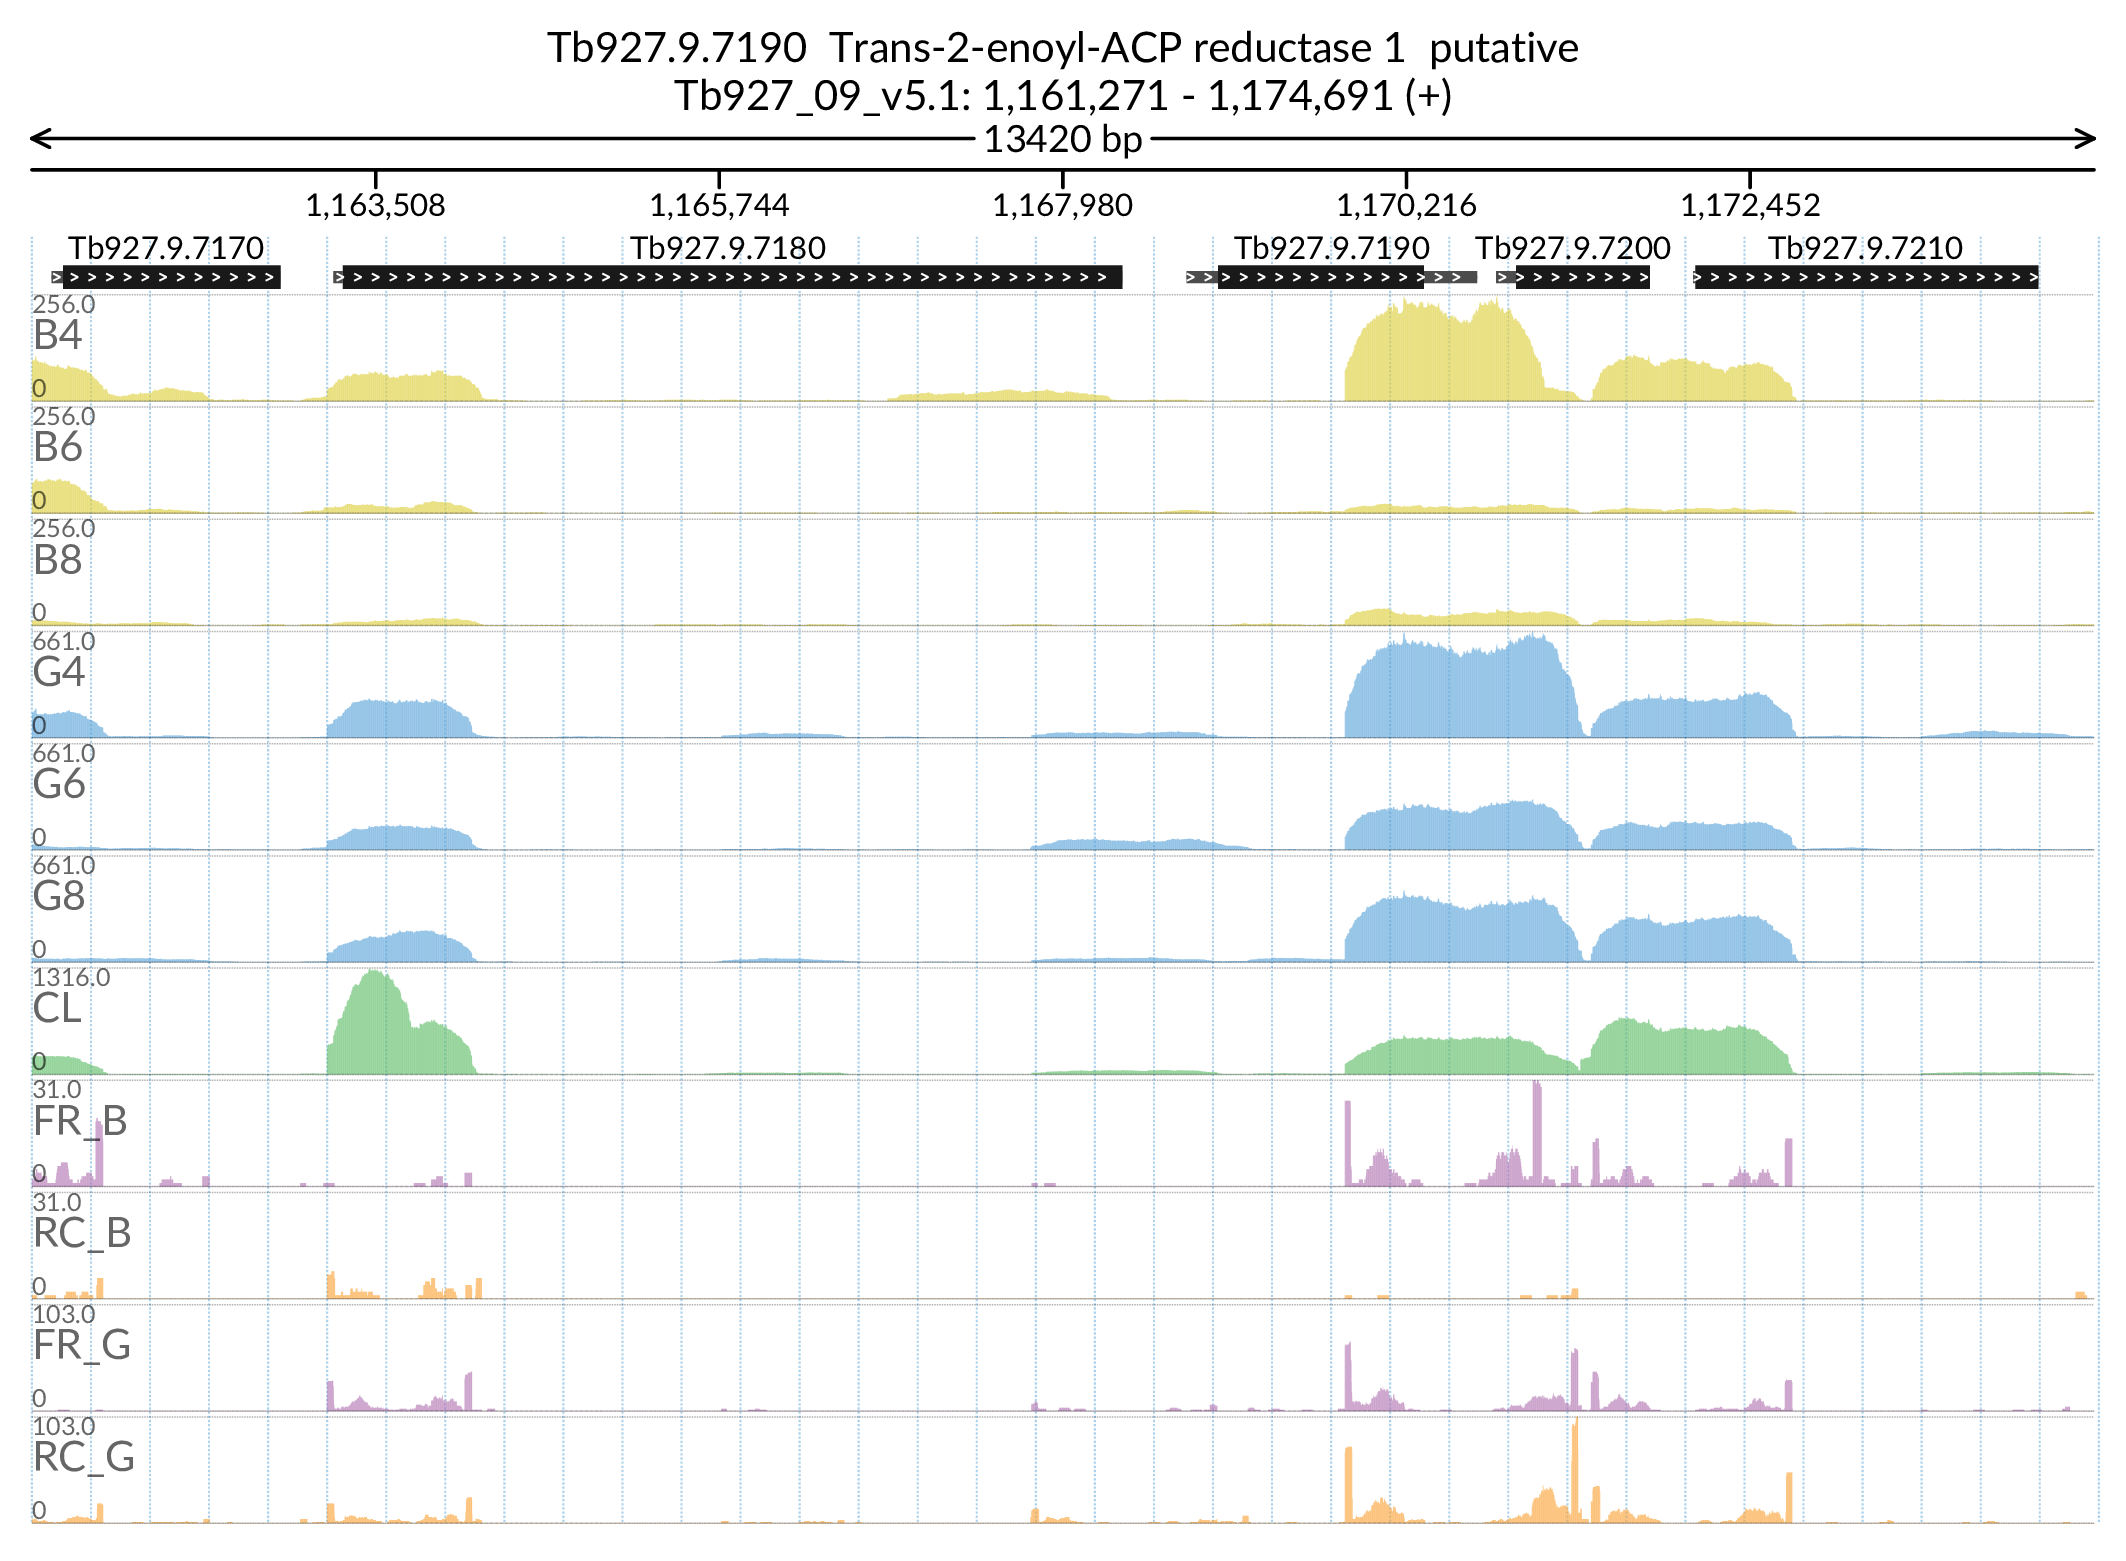 Tb927.9.7190 Trans-2-enoyl-ACP reductase 1 putative
Tb927_09_v5.1: 1,161,271 - 1,174,691 (+)
13420 bp
1,163,508 1,165,744 1,167,980 1,170,216 1,172,452
Tb927.9.7170 Tb927.9.7180 Tb927.9.7190 Tb927.9.7200 Tb927.9.7210
256.0
B4
0
256.0
B6
0
256.0
B8
0
661.0
G4
0
661.0
G6
0
661.0
G8
0
1316.0
CL
0
31.0
FR_B
0
31.0
RC_B
0
103.0
FR_G
0
103.0
RC_G
0